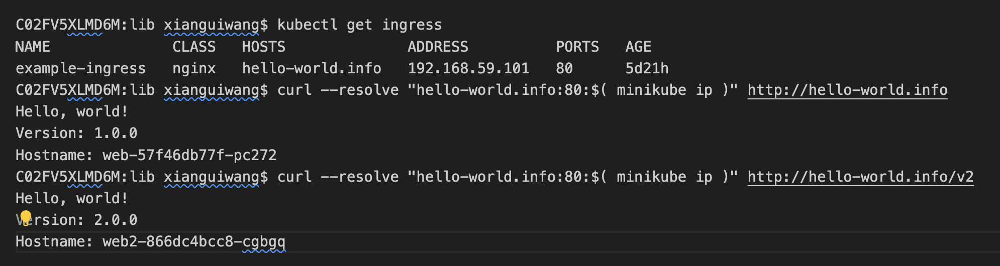 C02FV5XLMD6M:lib xianguiwang$ kubectl get ingress
NAME              CLASS   HOSTS              ADDRESS          PORTS   AGE
example-ingress   nginx   hello-world.info   192.168.59.101   80      5d21h
C02FV5XLMD6M:lib xianguiwang$ curl --resolve "hello-world.info:80:$( minikube ip )" http://hello-world.info
Hello, world!
Version: 1.0.0
Hostname: web-57f46db77f-pc272
C02FV5XLMD6M:lib xianguiwang$ curl --resolve "hello-world.info:80:$( minikube ip )" http://hello-world.info/v2
Hello, world!
Version: 2.0.0
Hostname: web2-866dc4bcc8-cgbgq